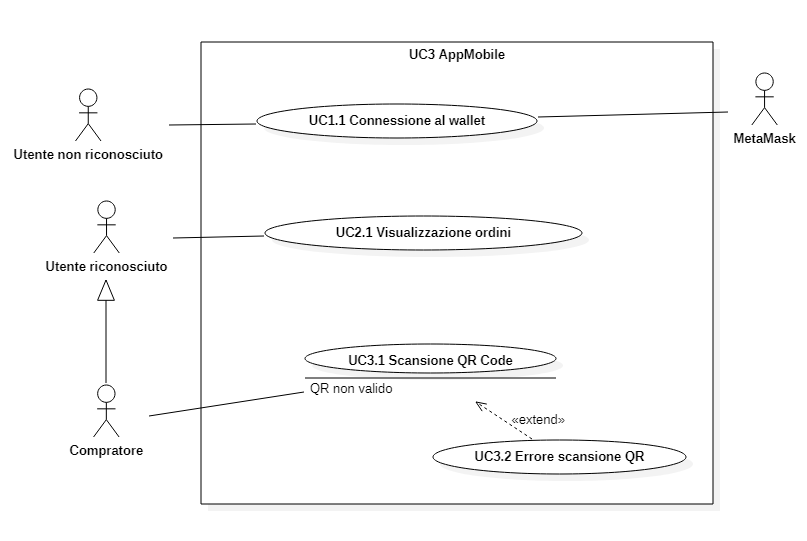 UC3 AppMobile
UC1.1 Connessione al wallet
Utente non riconosciuto
MetaMask
UC2.1 Visualizzazione ordini
Utente riconosciuto
UC3.1 Scansione QR Code
QR non valido
«extend»
Compratore
UC3.2 Errore scansione QR